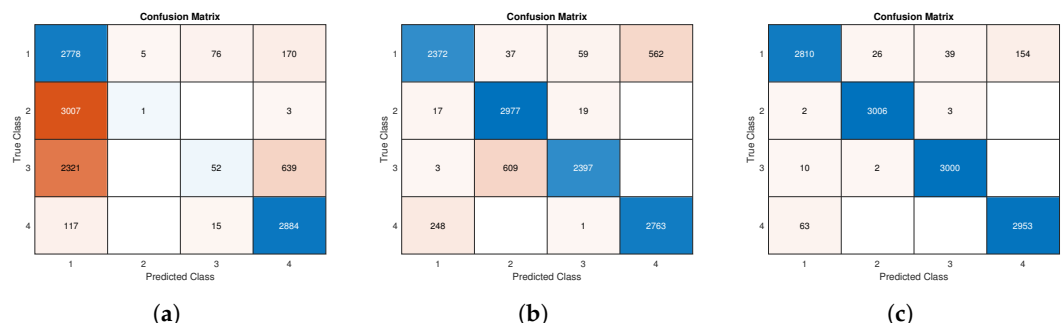 Confusion Matrix
1 2778 5 76 170
2 3007 1 3
3 2321 52 639
4 117 15 2884
1 2 3 4
True Class
Predicted Class
(a)
Confusion Matrix
1 2372 37 59 562
2 17 2977 19
3 3 609 2397
4 248 1 2763
1 2 3 4
True Class
Predicted Class
(b)
Confusion Matrix
1 2810 26 39 154
2 2 3006 3
3 10 2 3000
4 63 2953
1 2 3 4
True Class
Predicted Class
(c)